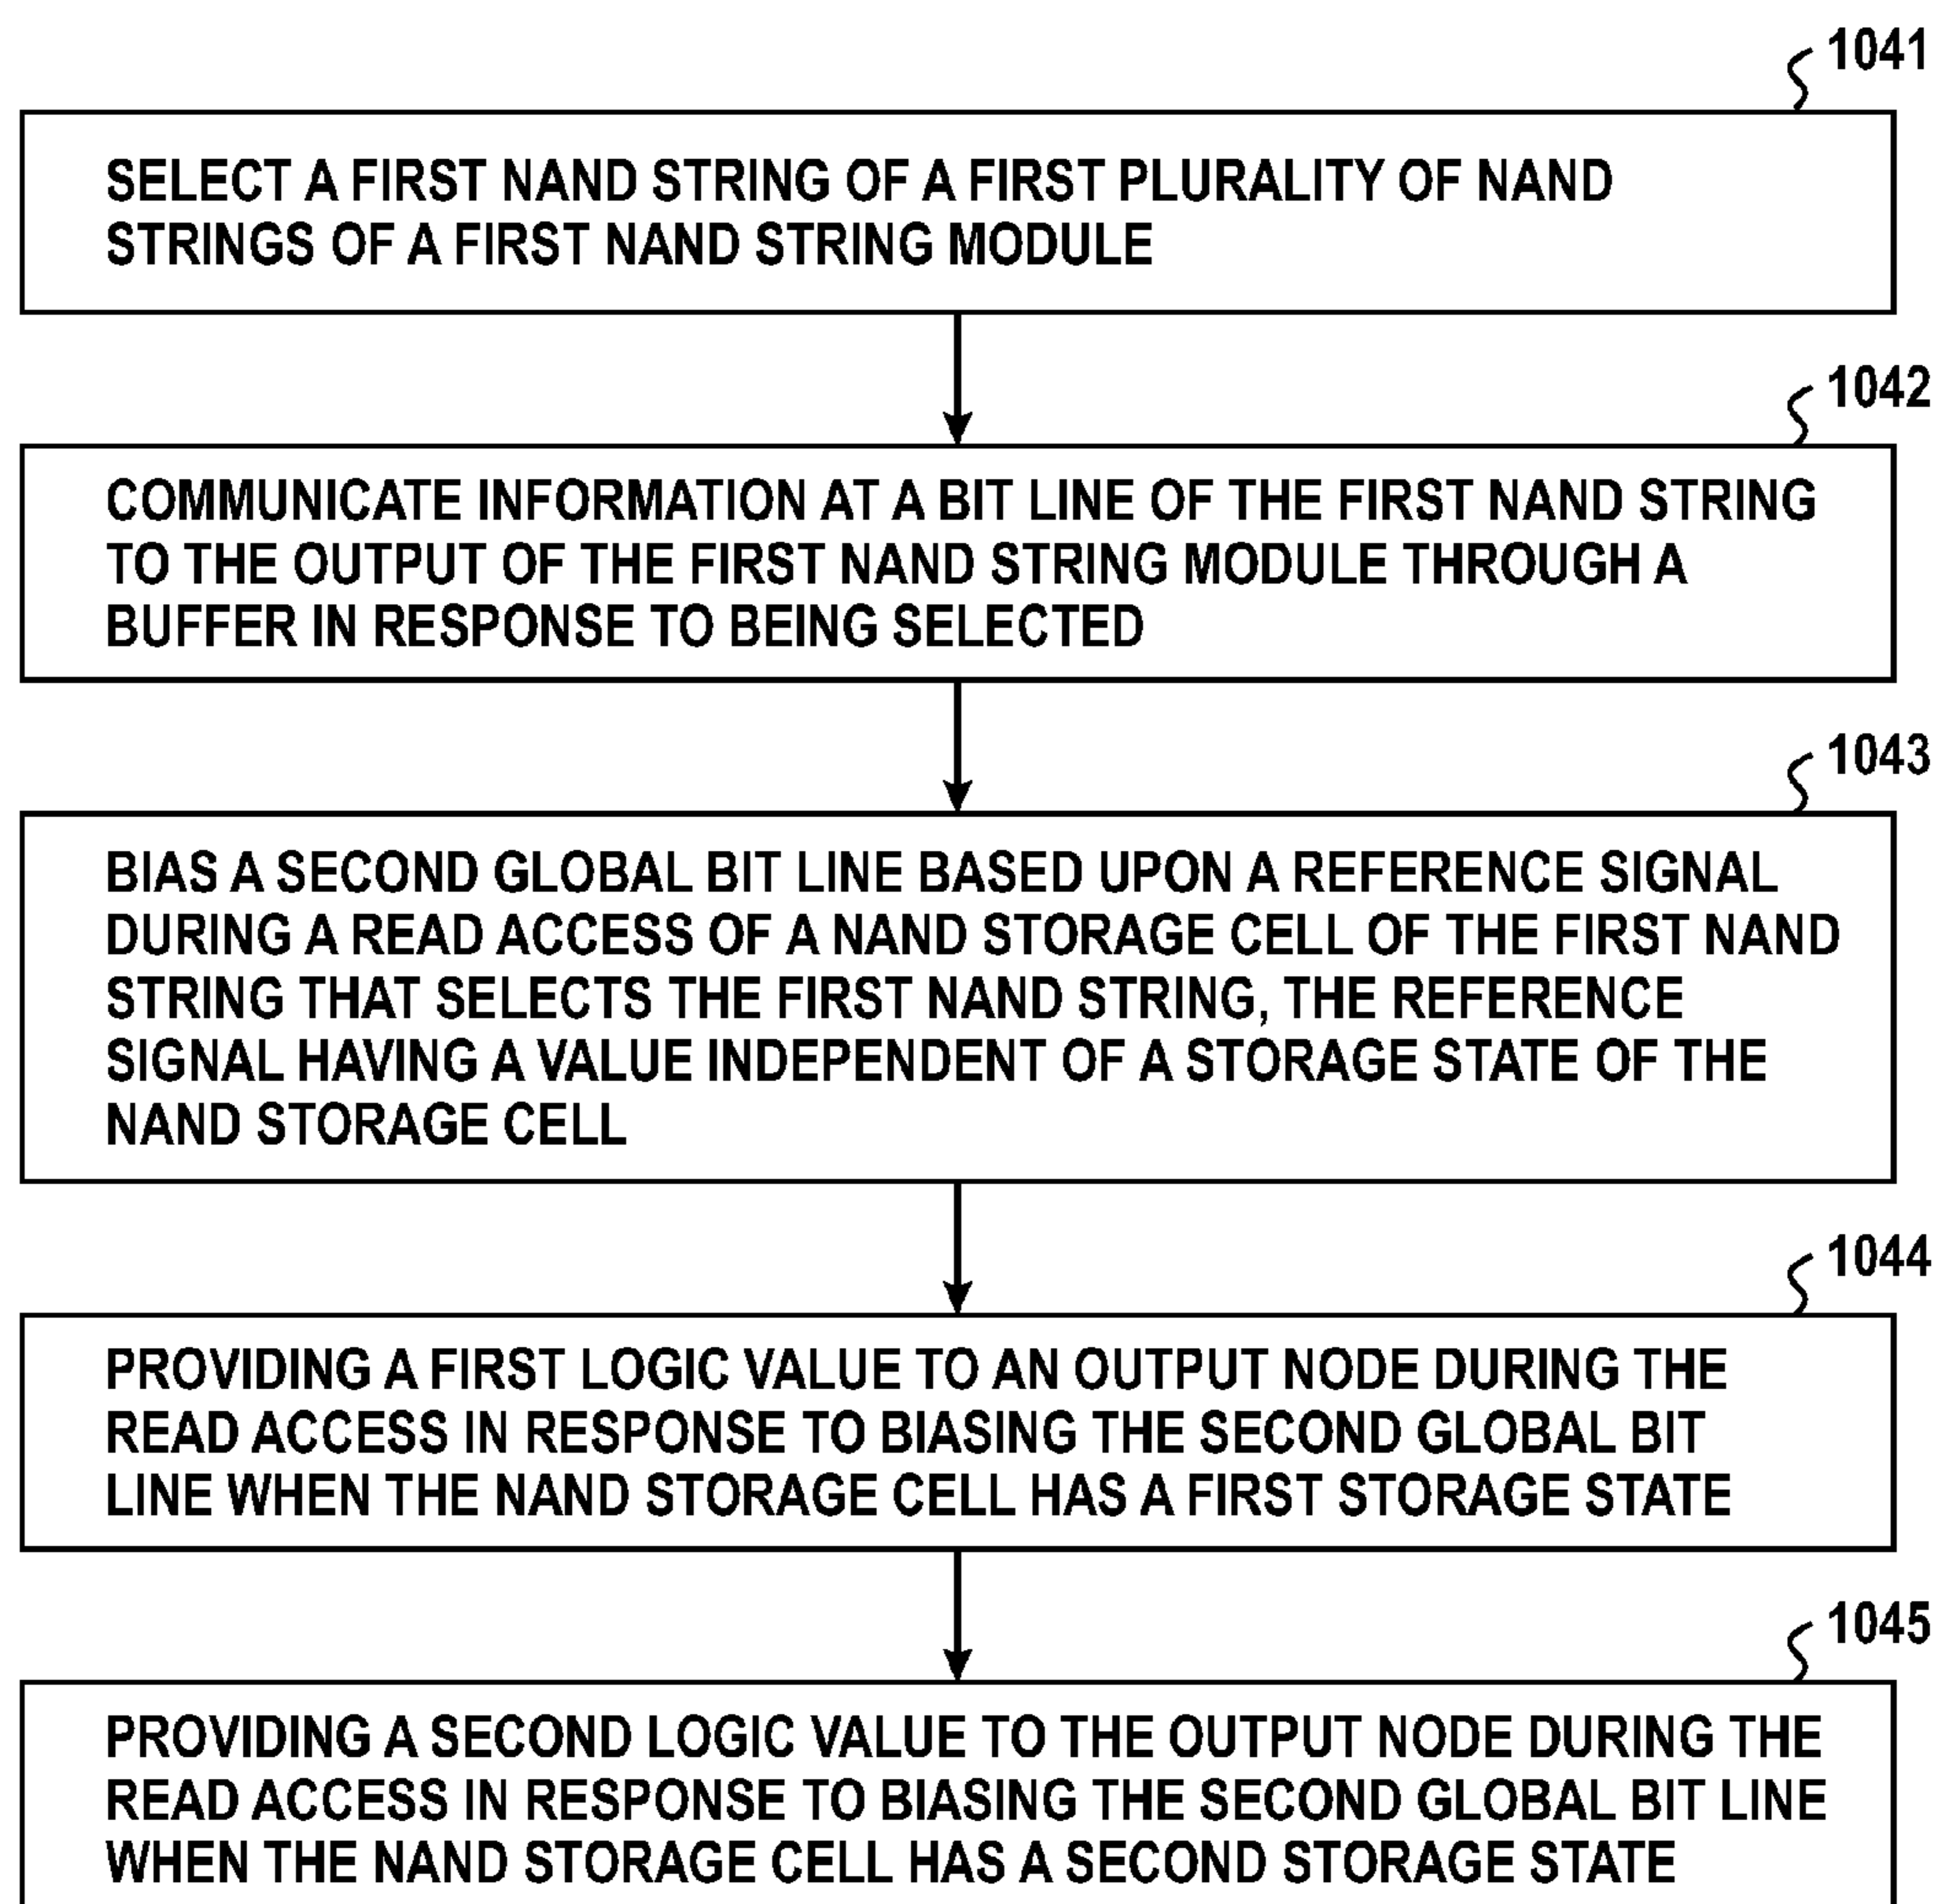 1041
SELECT A FIRST NAND STRING OF A FIRST PLURALITY OF NAND
STRINGS OF A FIRST NAND STRING MODULE
1042
COMMUNICATE INFORMATION AT A BIT LINE OF THE FIRST NAND STRING
TO THE OUTPUT OF THE FIRST NAND STRING MODULE THROUGH A
BUFFER IN RESPONSE TO BEING SELECTED
1043
BIAS A SECOND GLOBAL BIT LINE BASED UPON A REFERENCE SIGNAL
DURING A READ ACCESS OF A NAND STORAGE CELL OF THE FIRST NAND
STRING THAT SELECTS THE FIRST NAND STRING, THE REFERENCE
SIGNAL HAVING A VALUE INDEPENDENT OF A STORAGE STATE OF THE
NAND STORAGE CELL
1044
PROVIDING A FIRST LOGIC VALUE TO AN OUTPUT NODE DURING THE
READ ACCESS IN RESPONSE TO BIASING THE SECOND GLOBAL BIT
LINE WHEN THE NAND STORAGE CELL HAS A FIRST STORAGE STATE
1045
PROVIDING A SECOND LOGIC VALUE TO THE OUTPUT NODE DURING THE
READ ACCESS IN RESPONSE TO BIASING THE SECOND GLOBAL BIT LINE
WHEN THE NAND STORAGE CELL HAS A SECOND STORAGE STATE